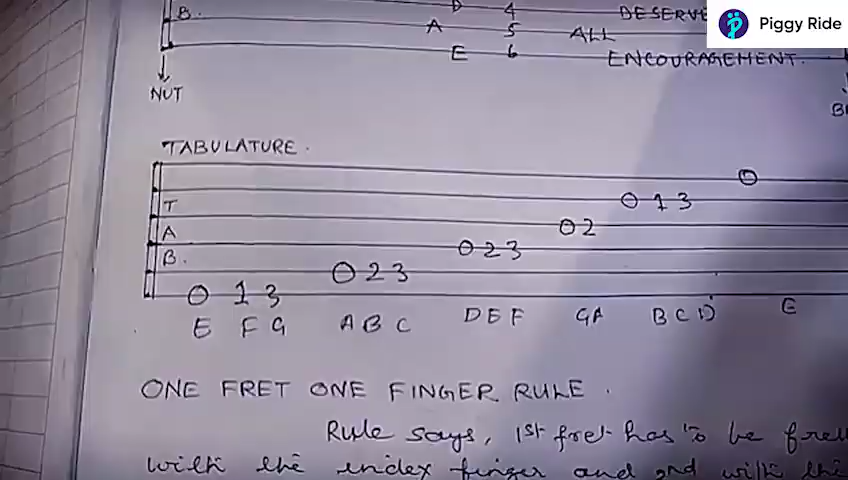 B. D 4 DESERVE
A 5 ALL
E 6 ENCOURAGEMENT.
NUT
Piggy Ride
TABULATURE.
0
T 0 1 3
A 0 2
B. 0 2 3
0 2 3
0 1 3
E F G A B C D E F G A B C D E
ONE FRET ONE FINGER RULE.
Rule says, 1st fret has to be
with the index finger and 2nd with the